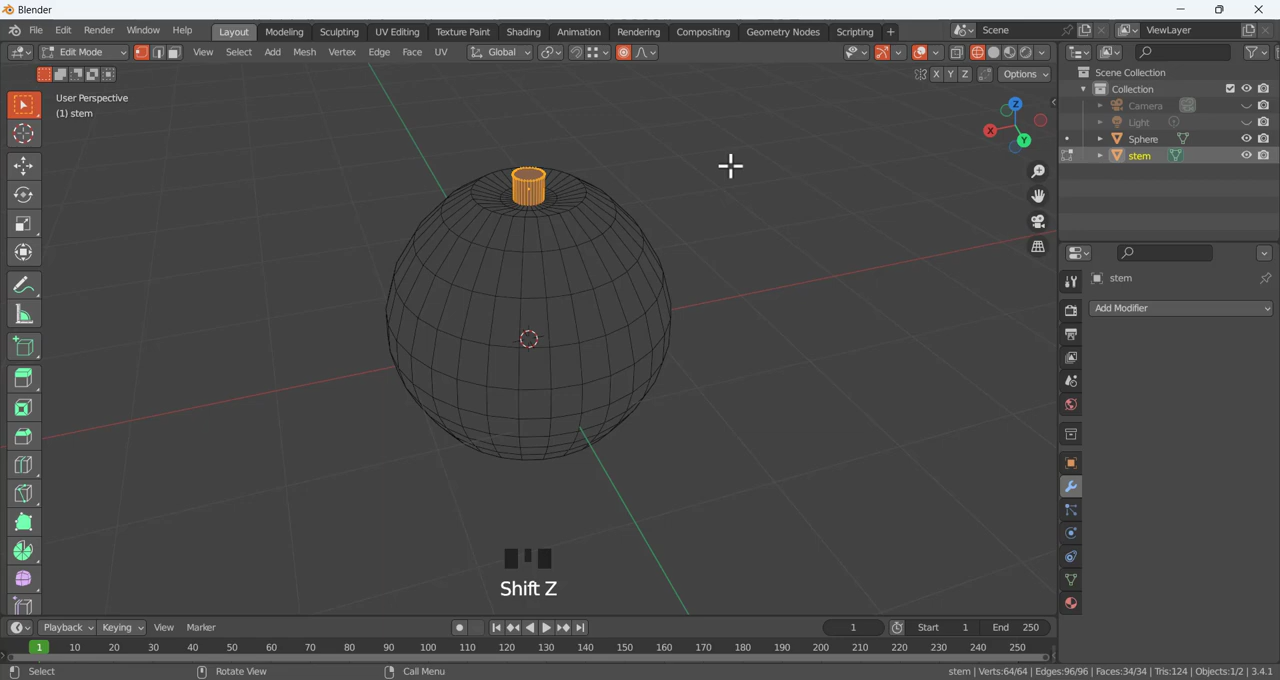 Blender
File Edit Render Window Help
Layout Modeling Sculpting UV Editing Texture Paint Shading Animation Rendering Compositing Geometry Nodes Scripting +
Scene
ViewLayer
Edit Mode
View Select Add Mesh Vertex Edge Face UV
Global
X Y Z
Options
User Perspective
(1) stem
Z
X
Y
Scene Collection
Collection
Camera
Light
Sphere
stem
stem
Add Modifier
Shift Z
Playback Keying View Marker
1
Start 1
End 250
1 10 20 30 40 50 60 70 80 90 100 110 120 130 140 150 160 170 180 190 200 210 220 230 240 250
Select
Rotate View
Call Menu
stem | Verts:64/64 | Edges:96/96 | Faces:34/34 | Tris:124 | Objects:1/2 | 3.4.1